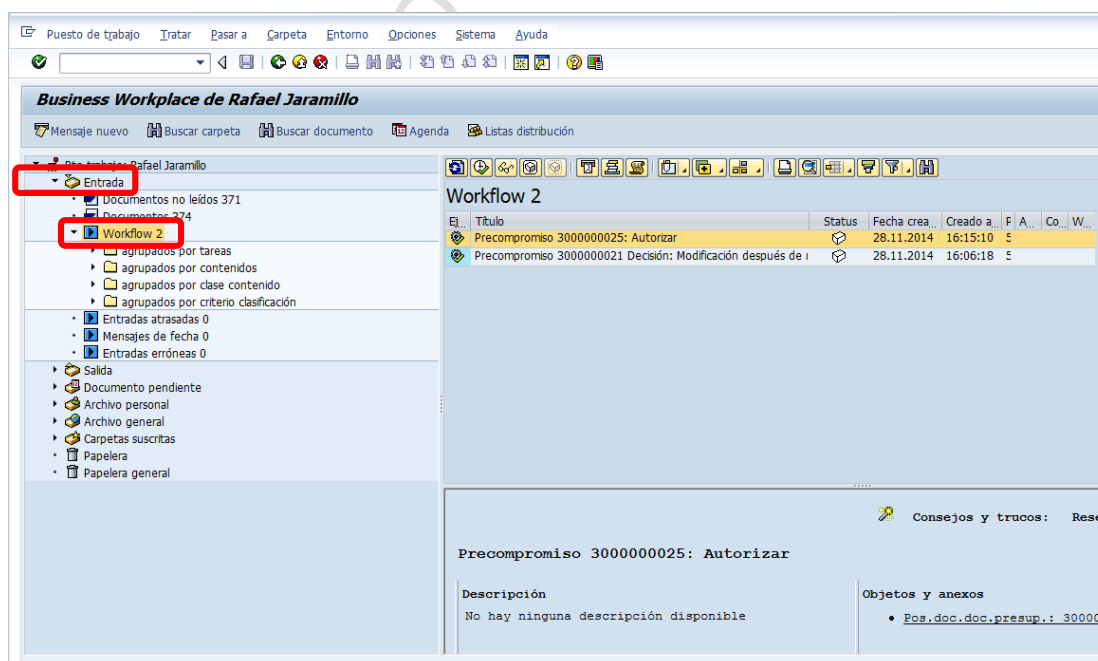 Puesto de trabajo Tratar Pasar a Carpeta Entorno Opciones Sistema Ayuda
Business Workplace de Rafael Jaramillo
Mensaje nuevo Buscar carpeta Buscar documento Agenda Listas distribución
Pto.trabajo: Rafael Jaramillo
Entrada
Documentos no leídos 371
Documentos 374
Workflow 2
agrupados por tareas
agrupados por contenidos
agrupados por clase contenido
agrupados por criterio clasificación
Entradas atrasadas 0
Mensajes de fecha 0
Entradas erróneas 0
Salida
Documento pendiente
Archivo personal
Archivo general
Carpetas suscritas
Papelera
Papelera general
Workflow 2
Ej... Título Status Fecha crea... Creado a... F A... Co... W...
Precompromiso 3000000025: Autorizar 28.11.2014 16:15:10 5
Precompromiso 3000000021 Decisión: Modificación después de 28.11.2014 16:06:18 5
Consejos y trucos: Rese
Precompromiso 3000000025: Autorizar
Descripción
No hay ninguna descripción disponible
Objetos y anexos
Pos.doc.doc.presup.: 30000